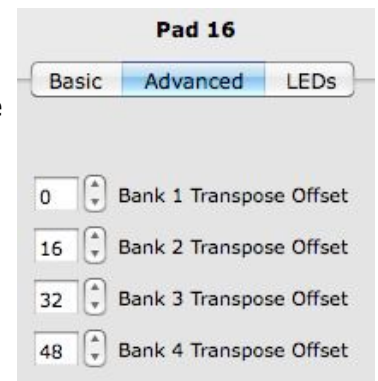 Pad 16
Basic Advanced LEDs
e
0 Bank 1 Transpose Offset
16 Bank 2 Transpose Offset
32 Bank 3 Transpose Offset
48 Bank 4 Transpose Offset